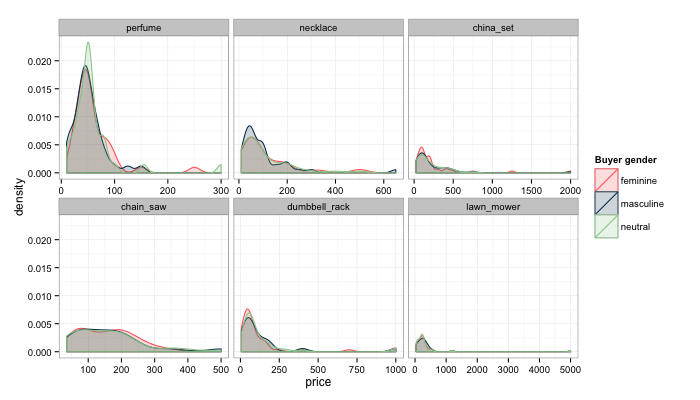 perfume necklace china_set
0.020
0.015
0.010
0.005
0.000
0 100 200 300 0 200 400 600 0 500 1000 1500 2000
density
chain_saw dumbbell_rack lawn_mower
0.020
0.015
0.010
0.005
0.000
100 200 300 400 500 0 250 500 750 1000 0 1000 2000 3000 4000 5000
price
Buyer gender
feminine
masculine
neutral